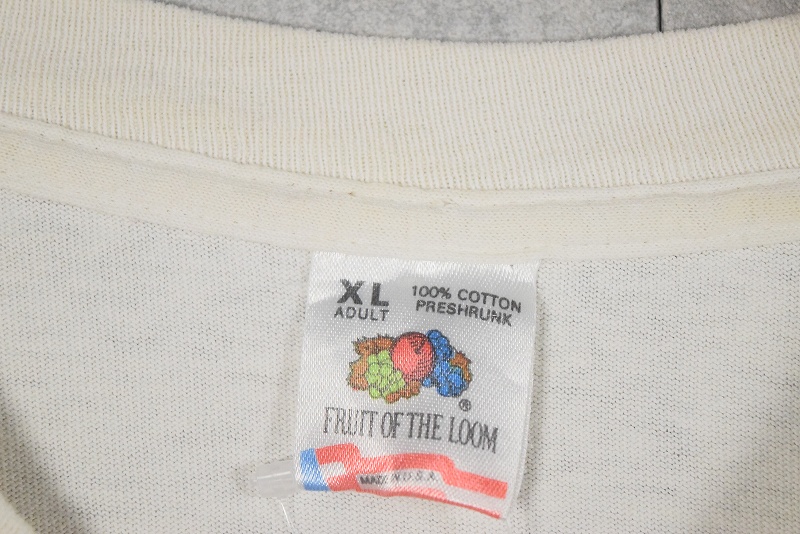 XL
ADULT
100% COTTON
PRESHRUNK
®
FRUIT OF THE LOOM
MADE IN U.S.A.